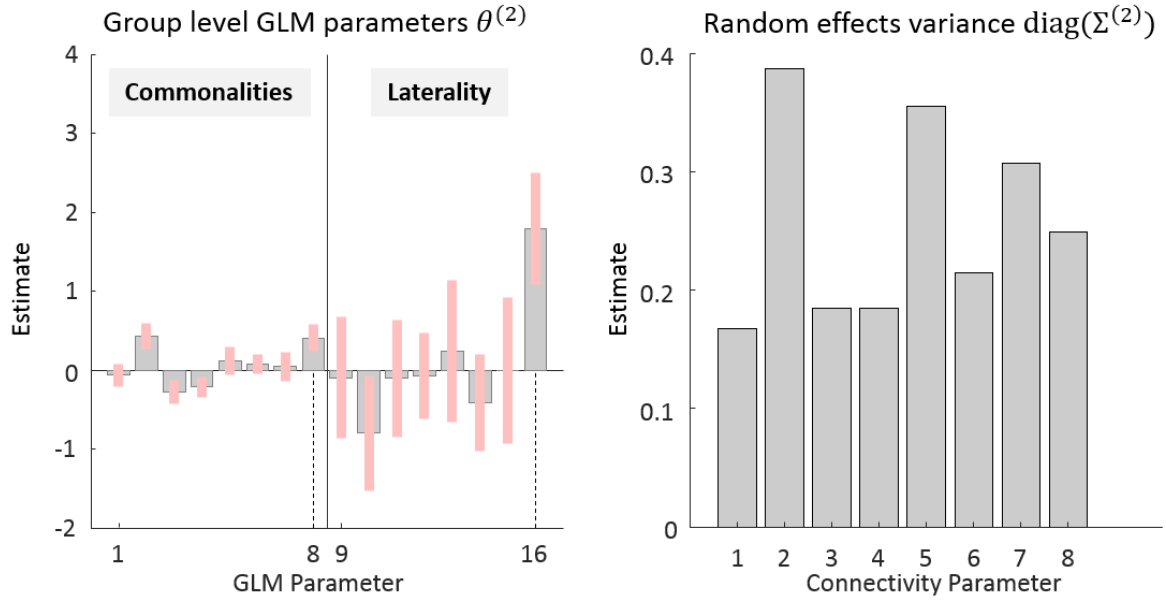 Group level GLM parameters θ^(2)
4
3
2
1
0
-1
-2
Estimate
Commonalities
Laterality
1
8
9
16
GLM Parameter
Random effects variance diag(Σ^(2))
0.4
0.3
0.2
0.1
0
Estimate
1 2 3 4 5 6 7 8
Connectivity Parameter